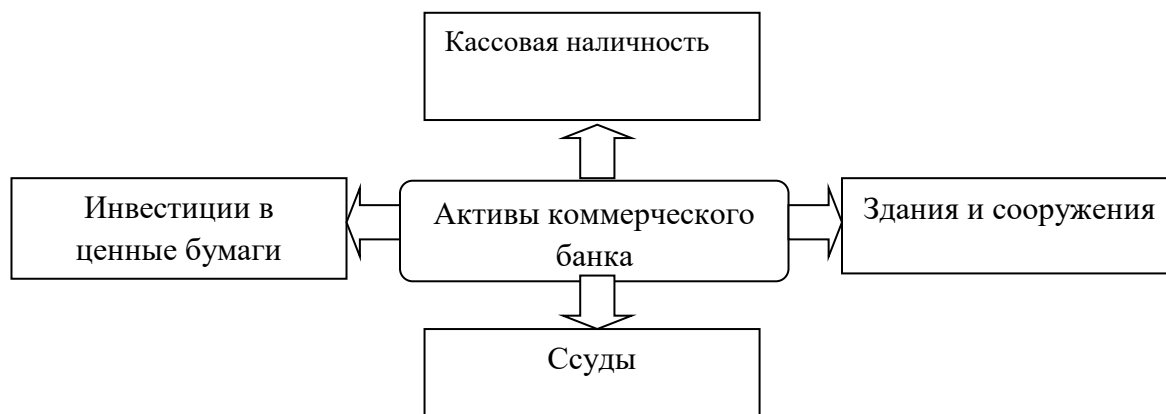 Кассовая наличность
Инвестиции в
ценные бумаги
Активы коммерческого
банка
Здания и сооружения
Ссуды